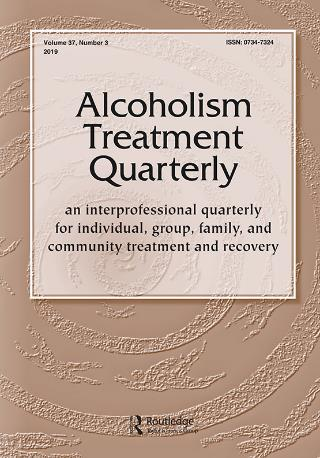 Volume 37, Number 3
ISSN: 0734-7324
2019
Alcoholism
Treatment
Quarterly
an interprofessional quarterly
for individual, group, family, and
community treatment and recovery
Routledge
Taylor & Francis Group